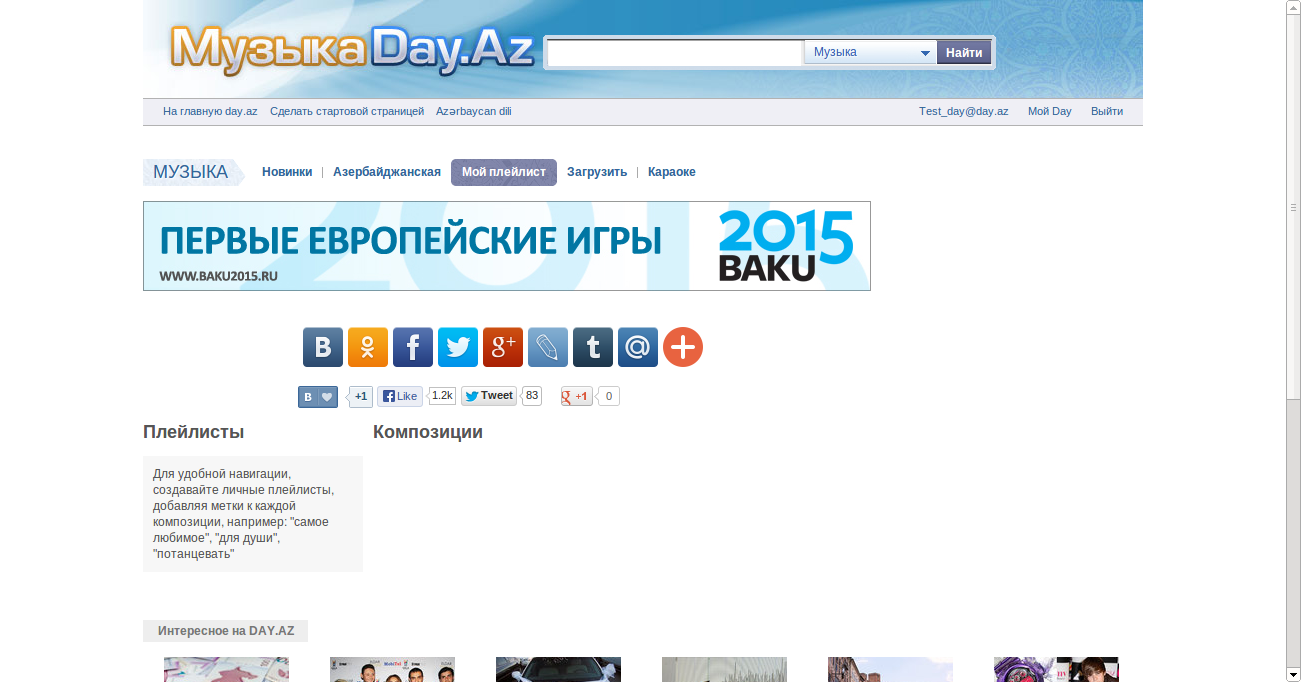 МузыкаDay.Az
Музыка
Найти
На главную day.az Сделать стартовой страницей Azərbaycan dili
Test_day@day.az Мой Day Выйти
МУЗЫКА Новинки | Азербайджанская Мой плейлист Загрузить | Караоке
ПЕРВЫЕ ЕВРОПЕЙСКИЕ ИГРЫ
WWW.BAKU2015.RU
2015
BAKU
B +1 Like 1.2k Tweet 83 g +1 0
Плейлисты
Композиции
Для удобной навигации,
создавайте личные плейлисты,
добавляя метки к каждой
композиции, например: "самое
любимое", "для души",
"потанцевать"
Интересное на DAY.AZ